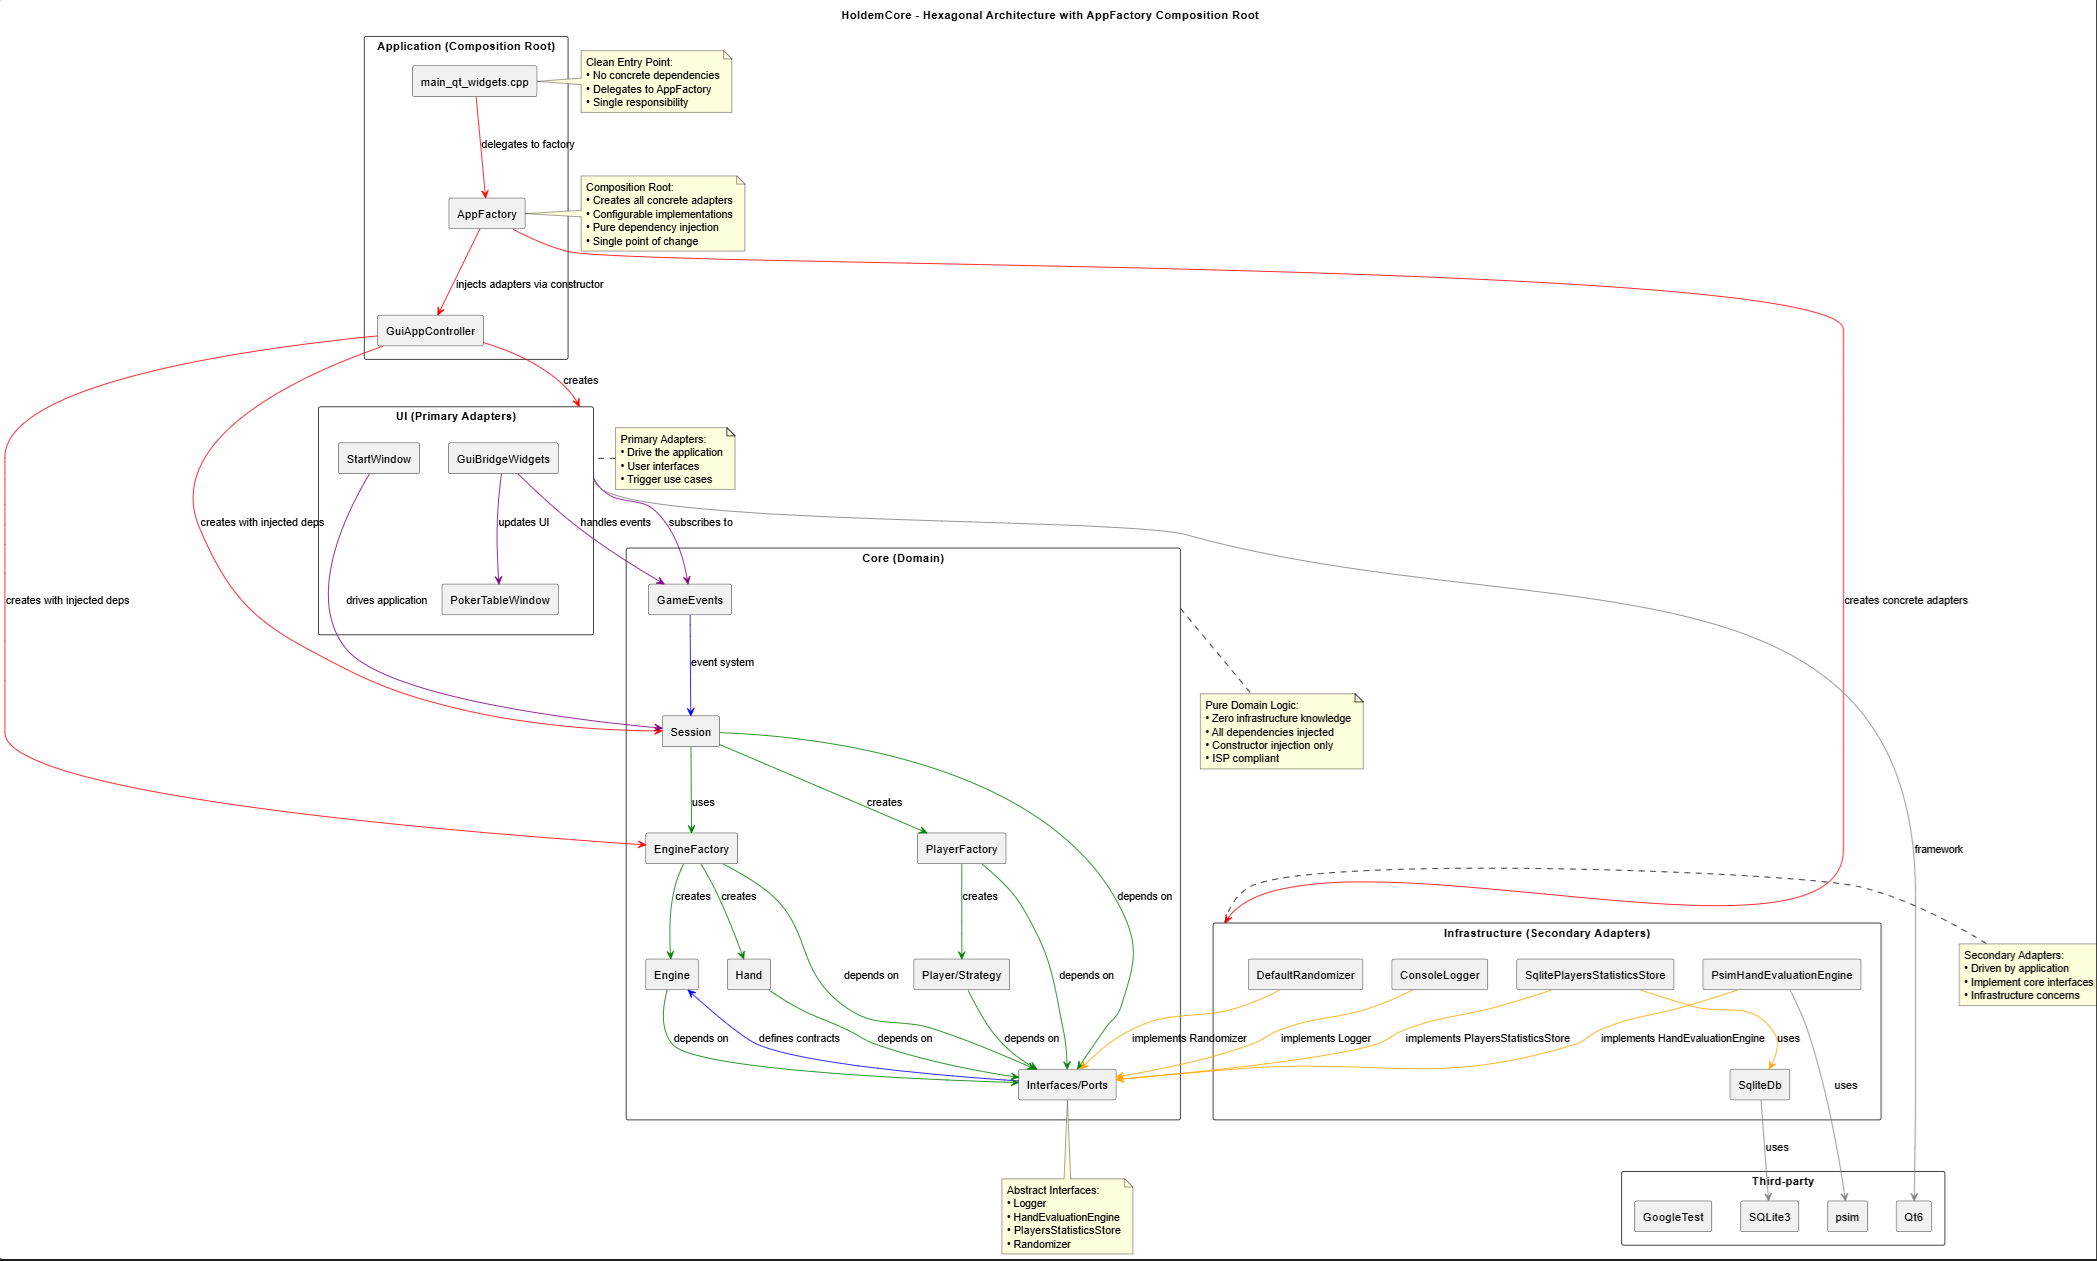 HoldemCore - Hexagonal Architecture with AppFactory Composition Root
Application (Composition Root)
main_qt_widgets.cpp
Clean Entry Point:
• No concrete dependencies
• Delegates to AppFactory
• Single responsibility
delegates to factory
AppFactory
Composition Root:
• Creates all concrete adapters
• Configurable implementations
• Pure dependency injection
• Single point of change
injects adapters via constructor
GuiAppController
creates
UI (Primary Adapters)
StartWindow
GuiBridgeWidgets
Primary Adapters:
• Drive the application
• User interfaces
• Trigger use cases
creates with injected deps
updates UI
handles events
subscribes to
Core (Domain)
creates with injected deps
drives application
PokerTableWindow
GameEvents
creates concrete adapters
event system
Pure Domain Logic:
• Zero infrastructure knowledge
• All dependencies injected
• Constructor injection only
• ISP compliant
Session
uses
creates
EngineFactory
PlayerFactory
framework
creates
creates
creates
depends on
Infrastructure (Secondary Adapters)
Secondary Adapters:
• Driven by application
• Implement core interfaces
• Infrastructure concerns
Engine
Hand
depends on
Player/Strategy
depends on
DefaultRandomizer
ConsoleLogger
SqlitePlayersStatisticsStore
PsimHandEvaluationEngine
depends on
defines contracts
depends on
depends on
implements Randomizer
implements Logger
implements PlayersStatisticsStore
implements HandEvaluationEngine
uses
Interfaces/Ports
SqliteDb
uses
uses
Abstract Interfaces:
• Logger
• HandEvaluationEngine
• PlayersStatisticsStore
• Randomizer
Third-party
GoogleTest
SQLite3
psim
Qt6